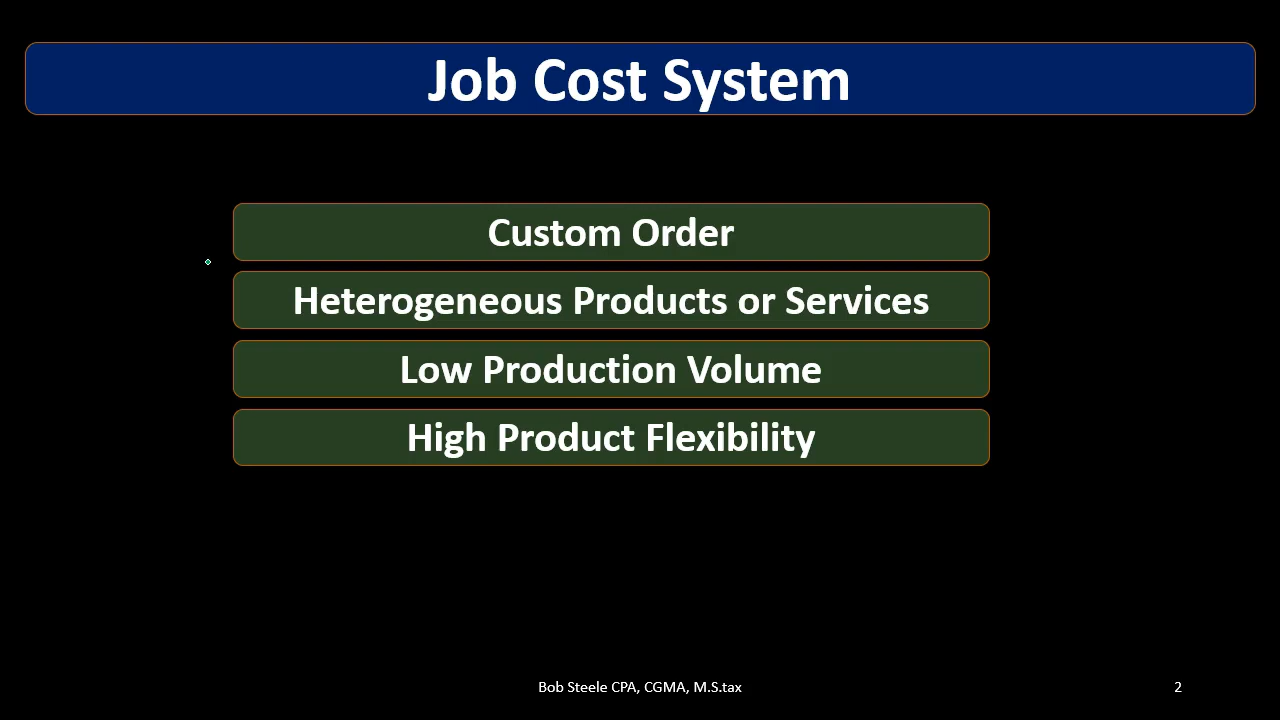 Job Cost System
Custom Order
Heterogeneous Products or Services
Low Production Volume
High Product Flexibility
Bob Steele CPA, CGMA, M.S.tax
2